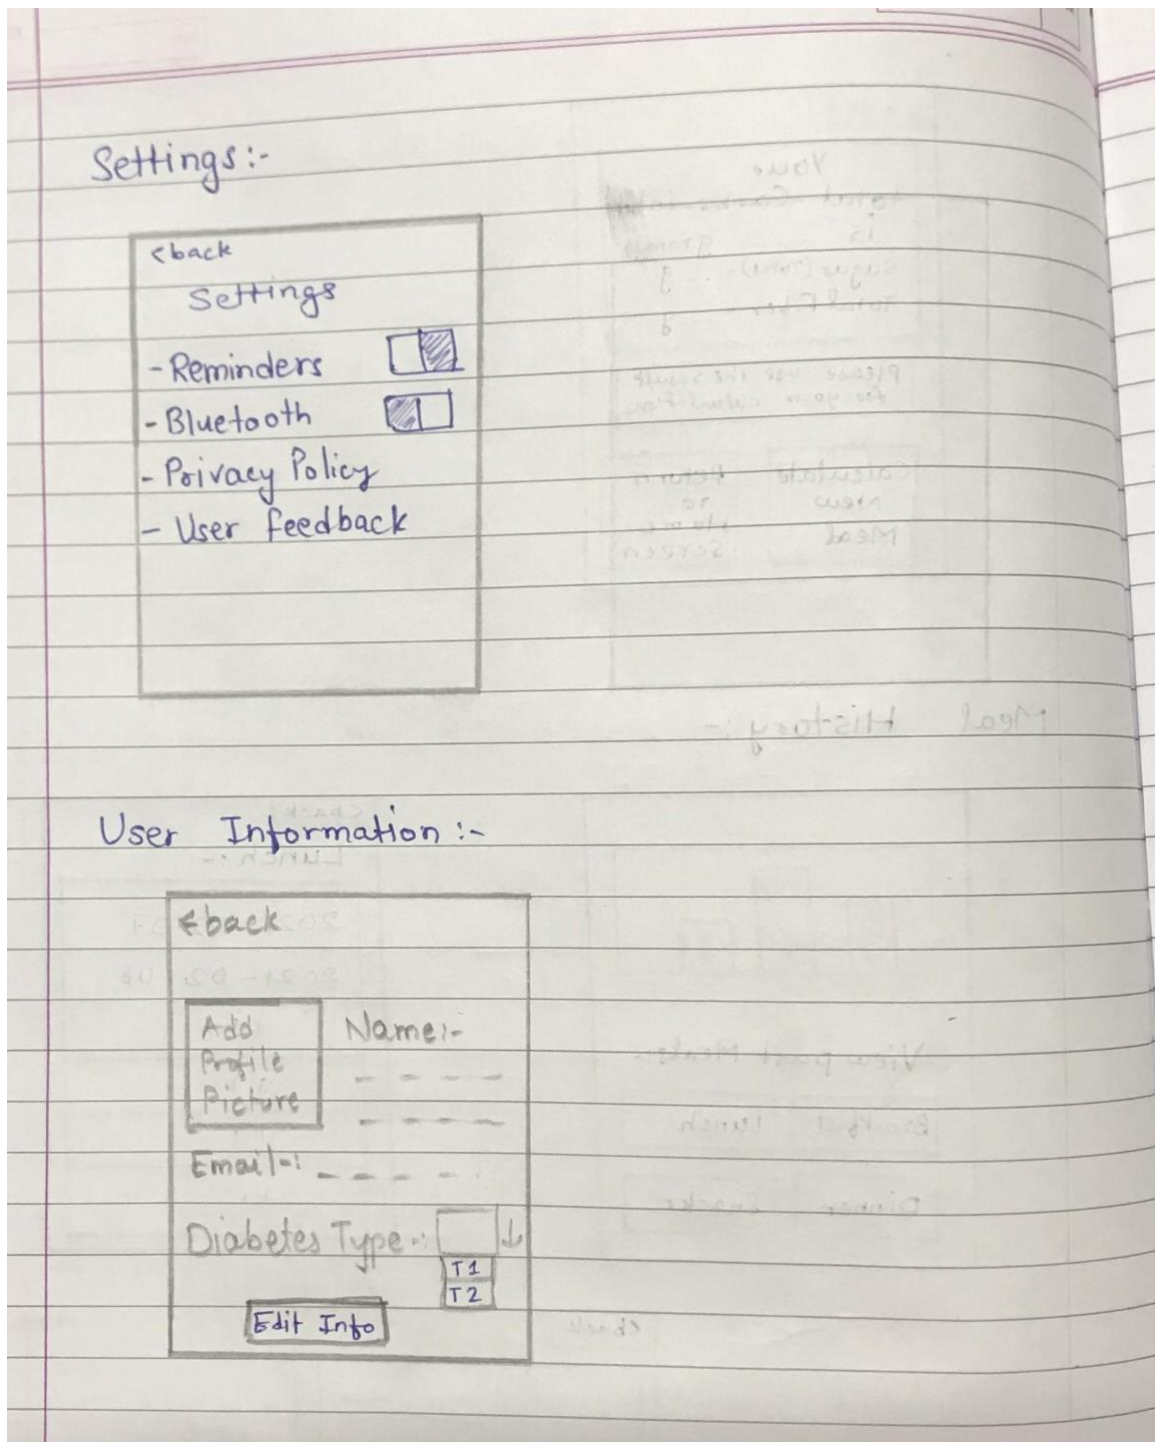 Settings:-
<back
Settings
- Reminders
- Bluetooth
- Privacy Policy
- User feedback
User Information :-
<back
Add
Profile
Picture
Name:-
Email-:
Diabetes Type-:
T1
T2
Edit Info